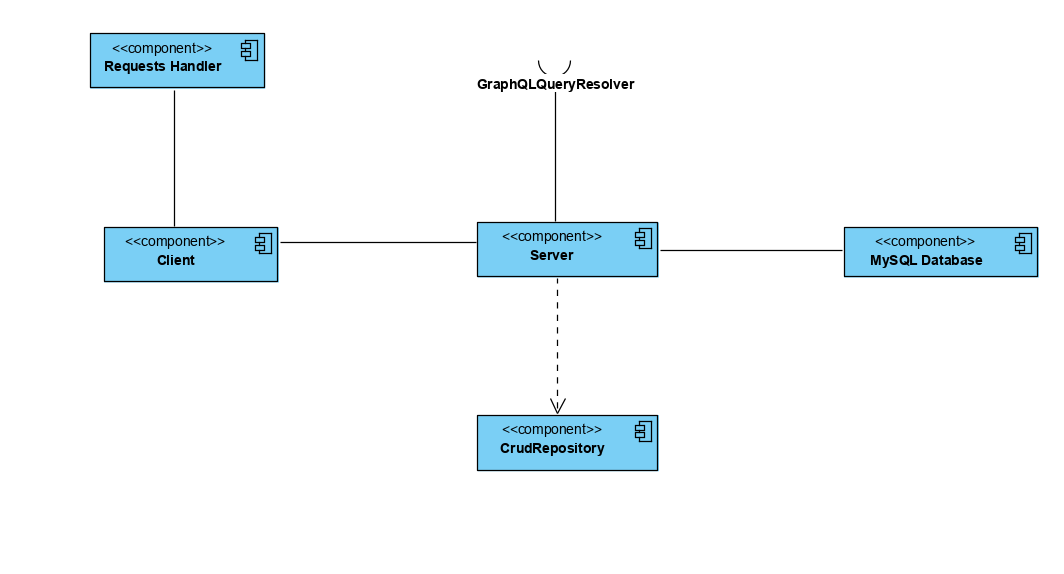 <<component>>
Requests Handler
GraphQLQueryResolver
<<component>>
Client
<<component>>
Server
<<component>>
MySQL Database
<<component>>
CrudRepository